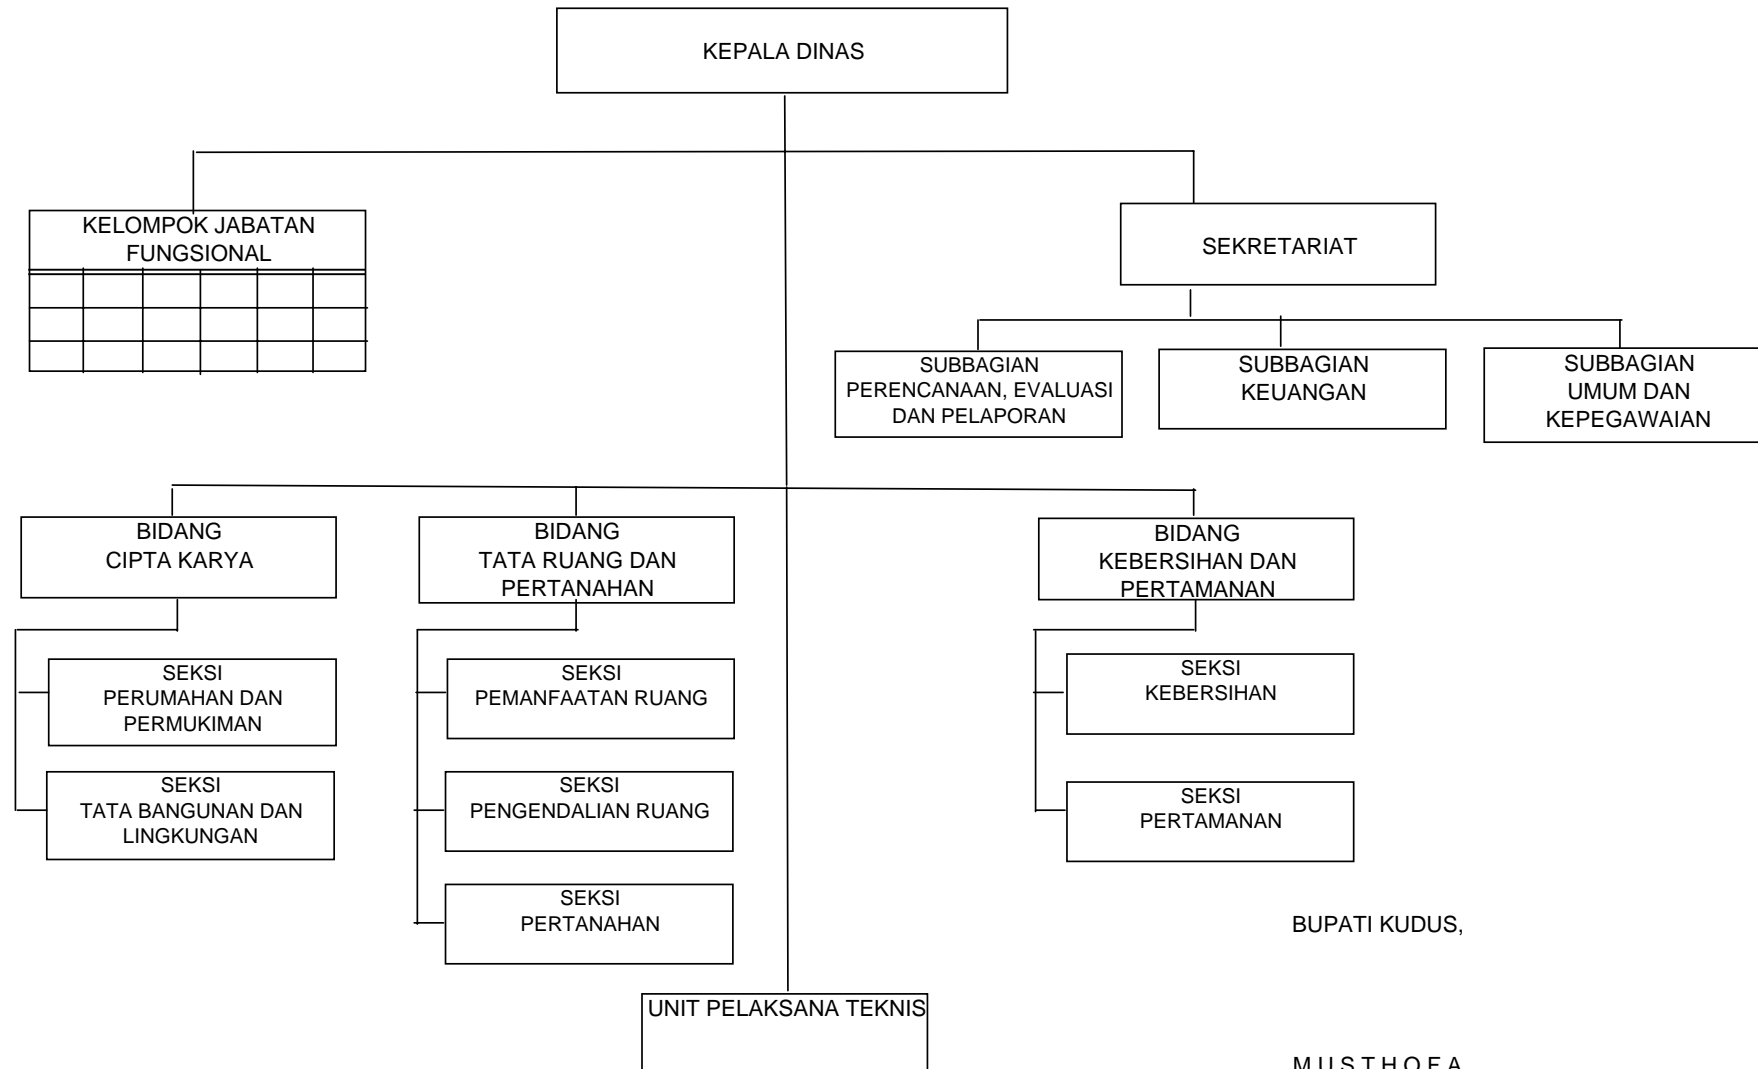 KEPALA DINAS
KELOMPOK JABATAN
FUNGSIONAL
SEKRETARIAT
SUBBAGIAN
PERENCANAAN, EVALUASI
DAN PELAPORAN
SUBBAGIAN
KEUANGAN
SUBBAGIAN
UMUM DAN
KEPEGAWAIAN
BIDANG
CIPTA KARYA
BIDANG
TATA RUANG DAN
PERTANAHAN
BIDANG
KEBERSIHAN DAN
PERTAMANAN
SEKSI
PERUMAHAN DAN
PERMUKIMAN
SEKSI
TATA BANGUNAN DAN
LINGKUNGAN
SEKSI
PEMANFAATAN RUANG
SEKSI
PENGENDALIAN RUANG
SEKSI
PERTANAHAN
SEKSI
KEBERSIHAN
SEKSI
PERTAMANAN
UNIT PELAKSANA TEKNIS
BUPATI KUDUS,
M U S T H O F A